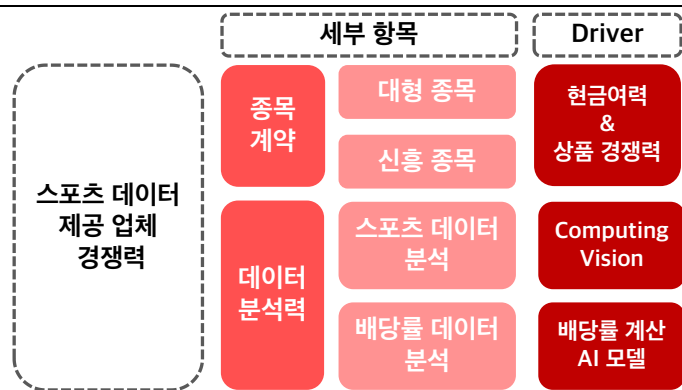 세부 항목
Driver
스포츠 데이터
제공 업체
경쟁력
종목
계약
대형 종목
신흥 종목
현금여력
&
상품 경쟁력
데이터
분석력
스포츠 데이터
분석
Computing
Vision
배당률 데이터
분석
배당률 계산
AI 모델